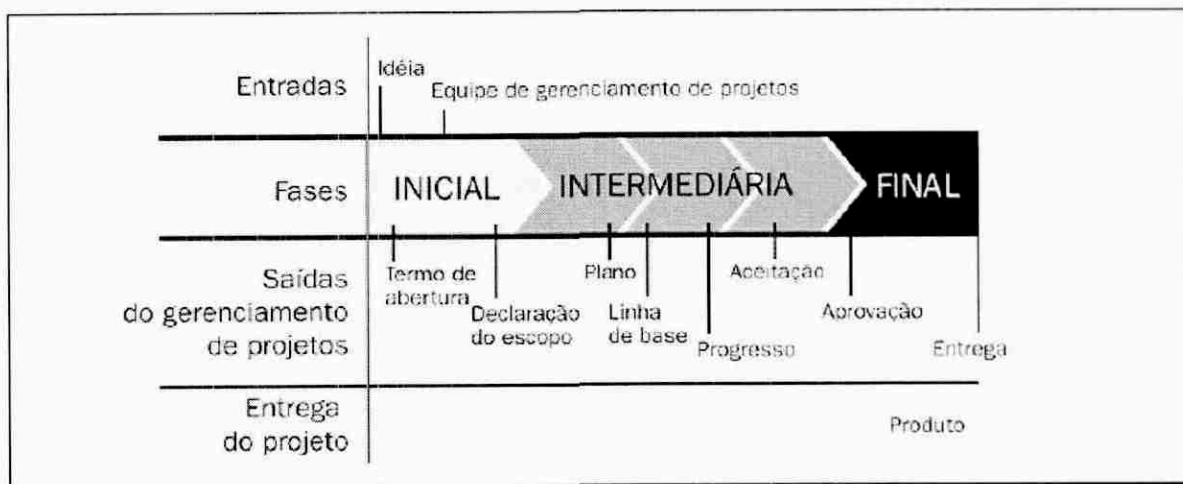 Entradas
Idéia
Equipe de gerenciamento de projetos
Fases
INICIAL
INTERMEDIÁRIA
FINAL
Saídas
do gerenciamento
de projetos
Termo de
abertura
Declaração
do escopo
Plano
Linha
de base
Progresso
Aceitação
Aprovação
Entrega
Entrega
do projeto
Produto